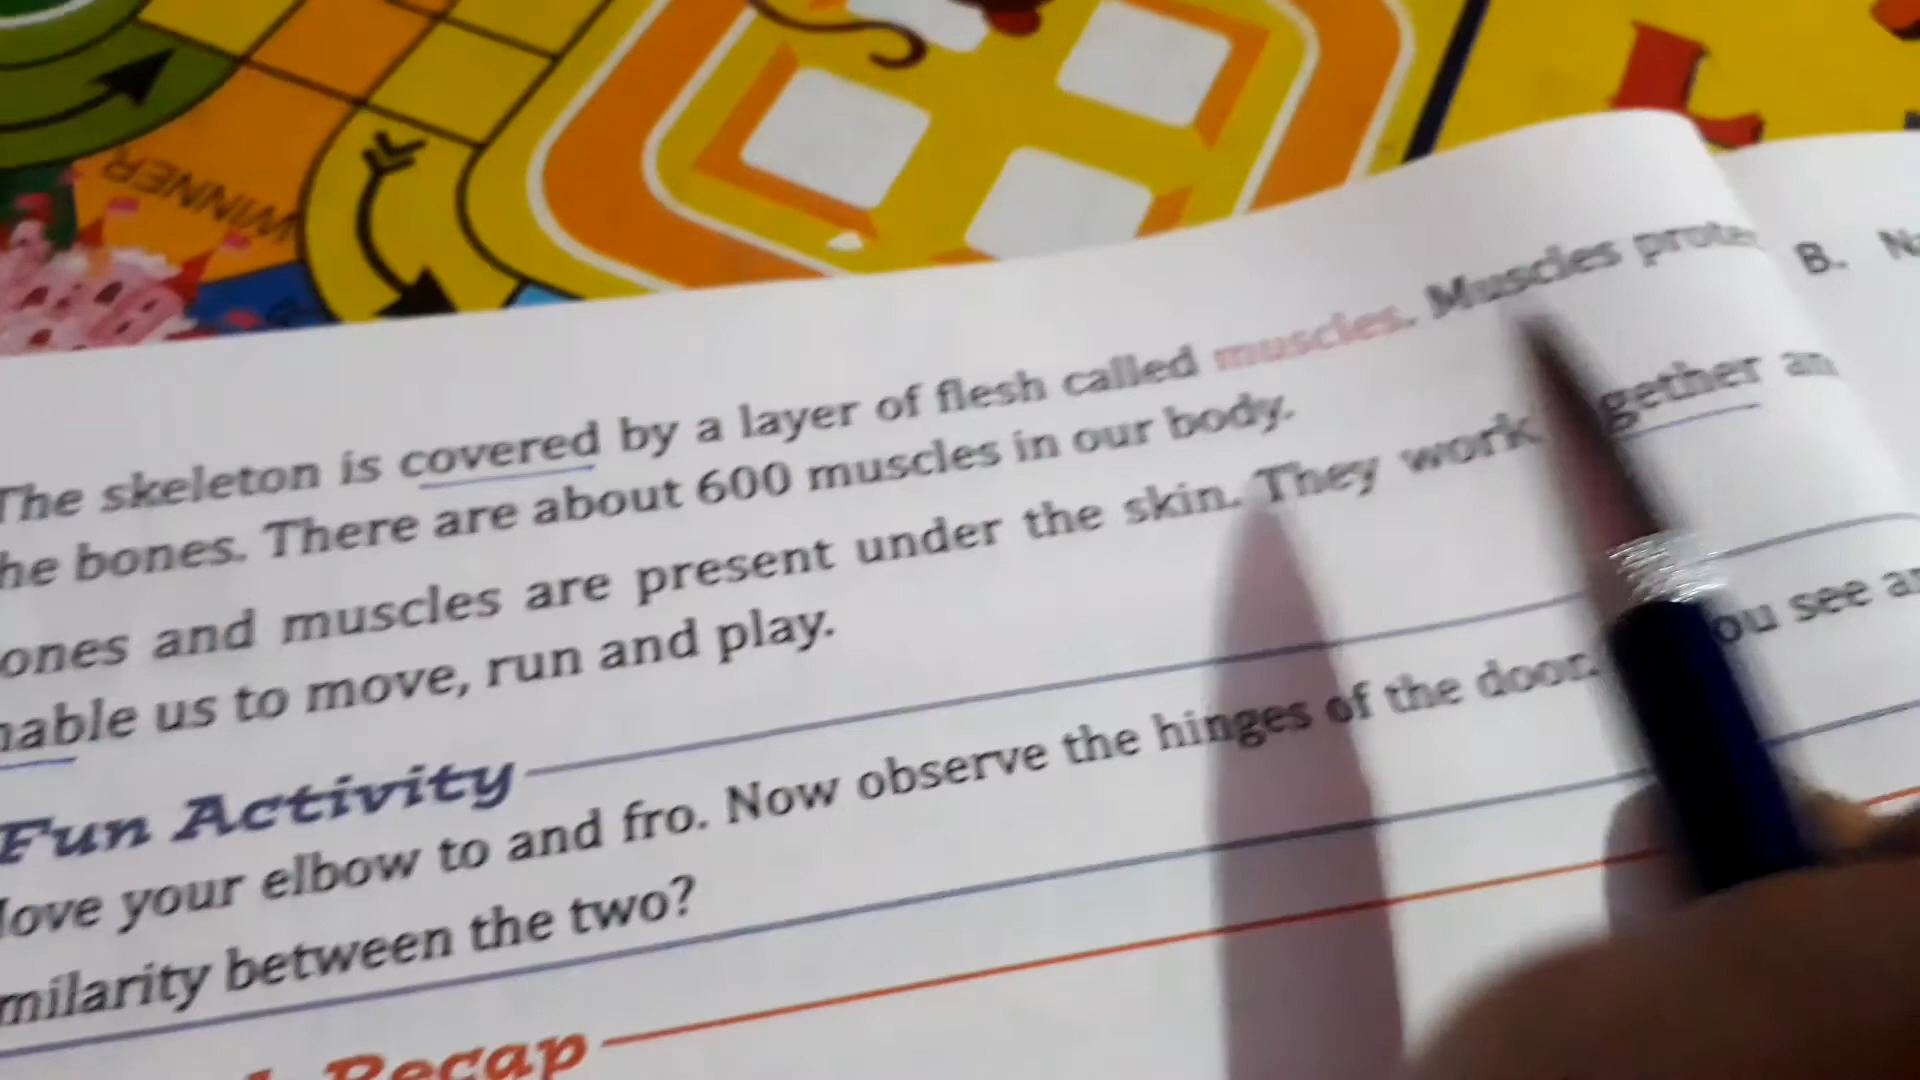 WINNER
The skeleton is covered by a layer of flesh called muscles. Muscles prote
he bones. There are about 600 muscles in our body.
ones and muscles are present under the skin. They work gether an
nable us to move, run and play.
Fun Activity
ove your elbow to and fro. Now observe the hinges of the door. ou see an
milarity between the two?
Recap
B. Na